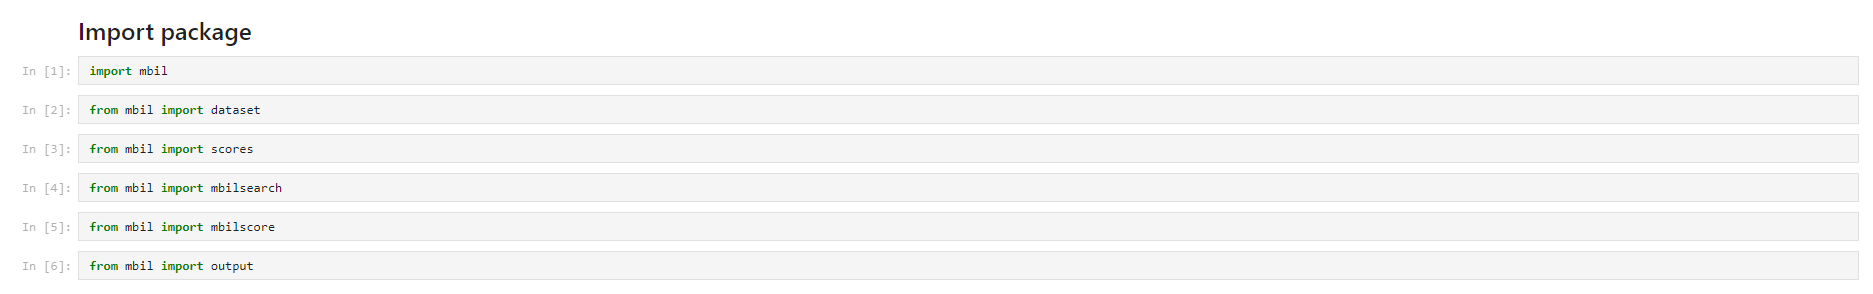 Import package
In [1]: import mbil
In [2]: from mbil import dataset
In [3]: from mbil import scores
In [4]: from mbil import mbilsearch
In [5]: from mbil import mbilscore
In [6]: from mbil import output